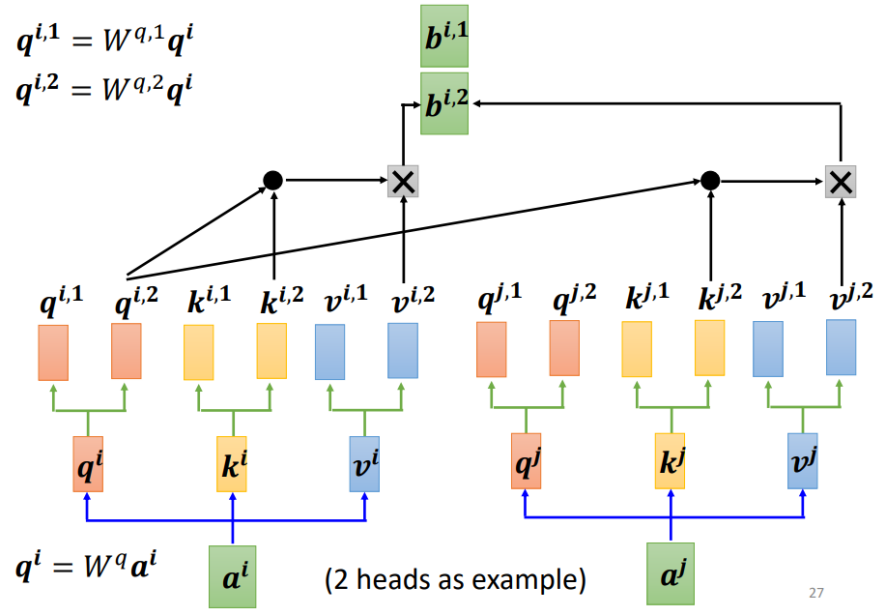 q^{i,1} = W^{q,1}q^i
q^{i,2} = W^{q,2}q^i
b^{i,1}
b^{i,2}
q^{i,1} q^{i,2} k^{i,1} k^{i,2} v^{i,1} v^{i,2} q^{j,1} q^{j,2} k^{j,1} k^{j,2} v^{j,1} v^{j,2}
q^i k^i v^i q^j k^j v^j
q^i = W^q a^i
a^i
(2 heads as example)
a^j
27